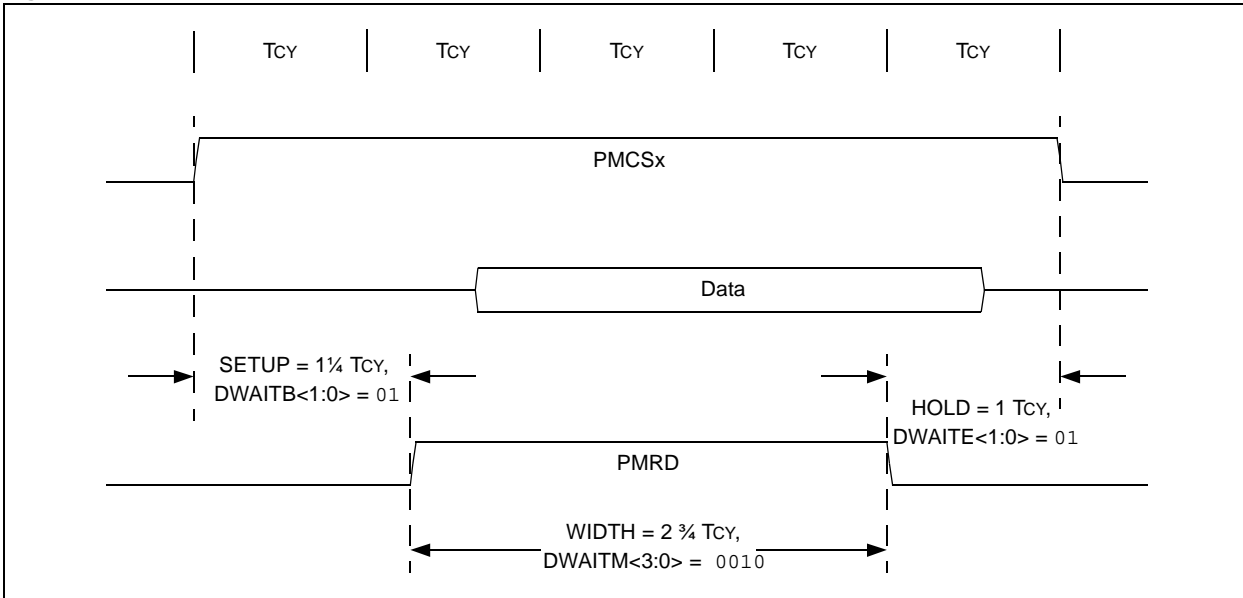 TCY TCY TCY TCY TCY
PMCSx
Data
SETUP = 1¼ TCY,
DWAITB<1:0> = 01
HOLD = 1 TCY,
DWAITE<1:0> = 01
PMRD
WIDTH = 2 ¾ TCY,
DWAITM<3:0> = 0010